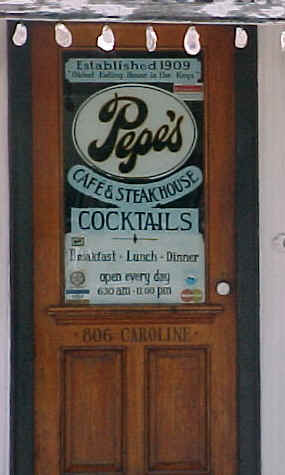 Established 1909
"Oldest Eating House in the Keys"
Pepe's
CAFE & STEAKHOUSE
COCKTAILS
Breakfast - Lunch - Dinner
open every day
6:30 am - 11:00 pm
· 806 CAROLINE ·